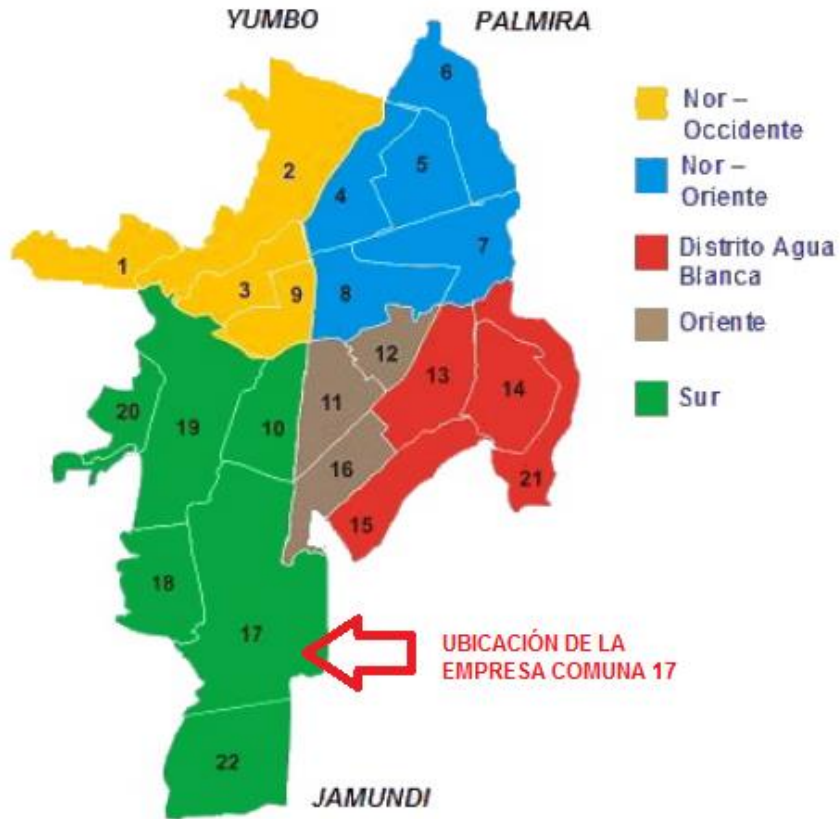 YUMBO
PALMIRA
6
2
5
4
7
1
3
9
8
12
13
14
20
19
10
11
16
21
15
18
17
22
Nor –
Occidente
Nor –
Oriente
Distrito Agua
Blanca
Oriente
Sur
UBICACIÓN DE LA
EMPRESA COMUNA 17
JAMUNDI